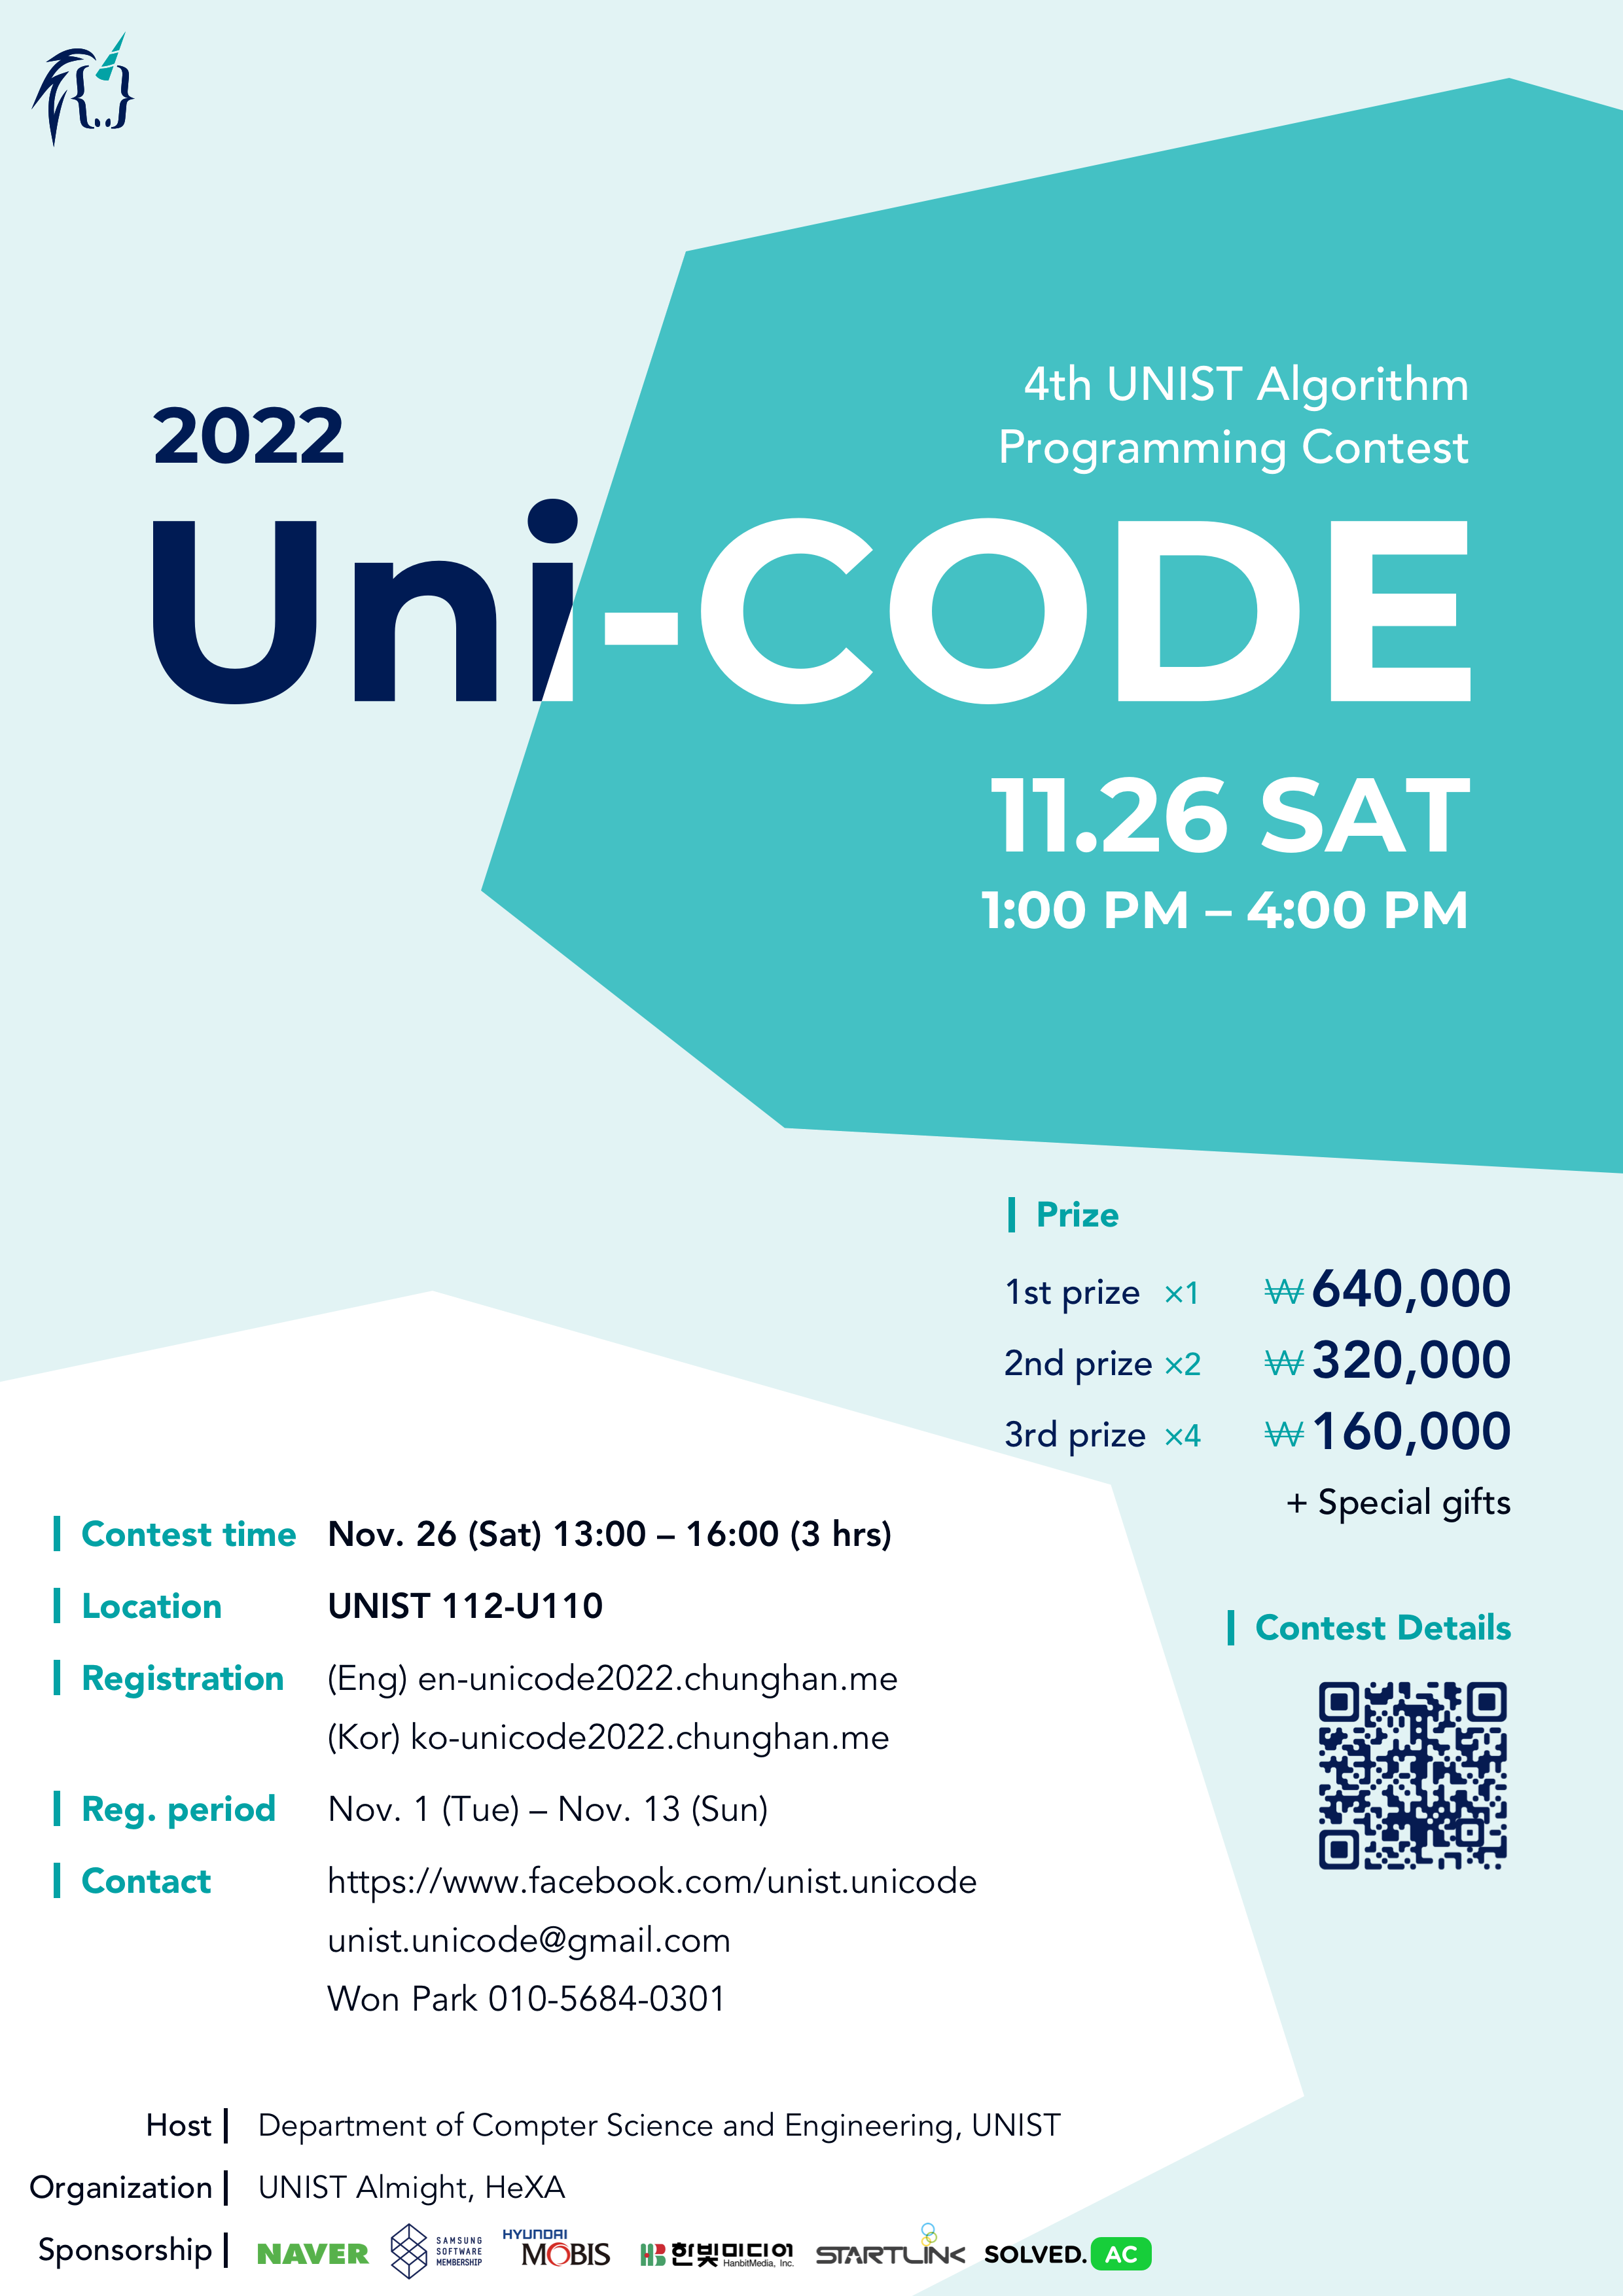 2022
4th UNIST Algorithm
Programming Contest
Uni-CODE
11.26 SAT
1:00 PM – 4:00 PM
Prize
1st prize ×1 ₩640,000
2nd prize ×2 ₩320,000
3rd prize ×4 ₩160,000
+ Special gifts
Contest time Nov. 26 (Sat) 13:00 – 16:00 (3 hrs)
Location UNIST 112-U110
Registration (Eng) en-unicode2022.chunghan.me
(Kor) ko-unicode2022.chunghan.me
Reg. period Nov. 1 (Tue) – Nov. 13 (Sun)
Contact https://www.facebook.com/unist.unicode
unist.unicode@gmail.com
Won Park 010-5684-0301
Contest Details
Host Department of Compter Science and Engineering, UNIST
Organization UNIST Almight, HeXA
Sponsorship NAVER
SAMSUNG
SOFTWARE
MEMBERSHIP
HYUNDAI
MOBIS
HB 한빛미디어
HanbitMedia, Inc.
STARTLINK
SOLVED.AC